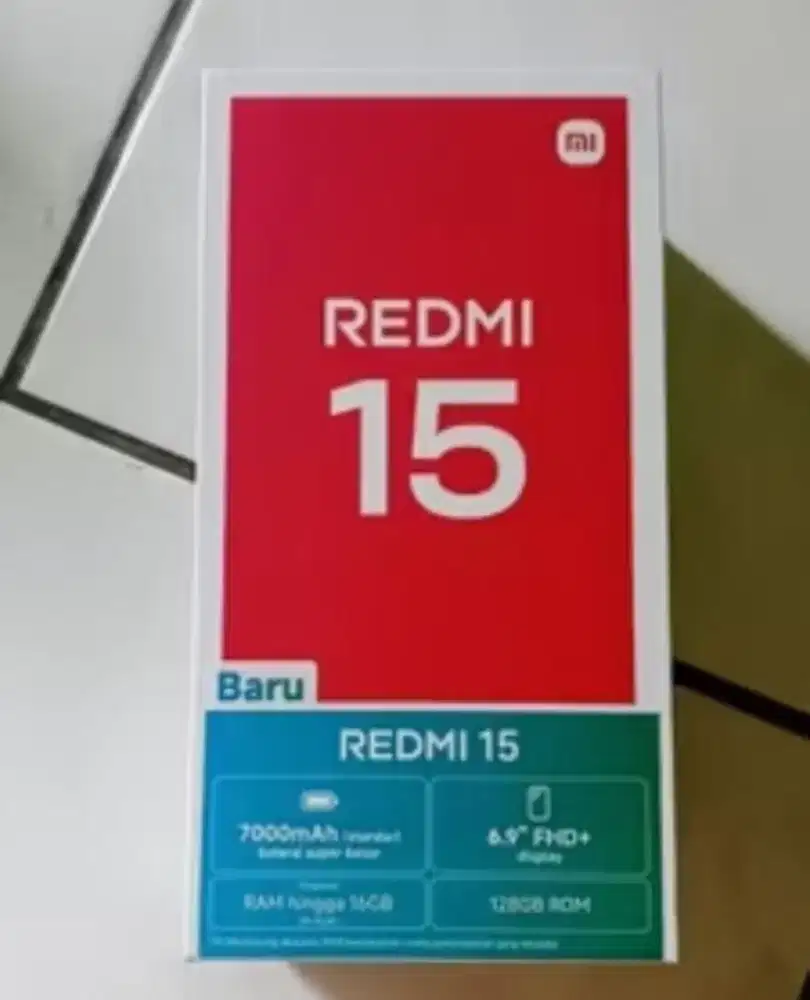 mi
REDMI
15
Baru
REDMI 15
7000mAh (standar)
baterai super besar
6.9" FHD+
display
RAM hingga 16GB
128GB ROM